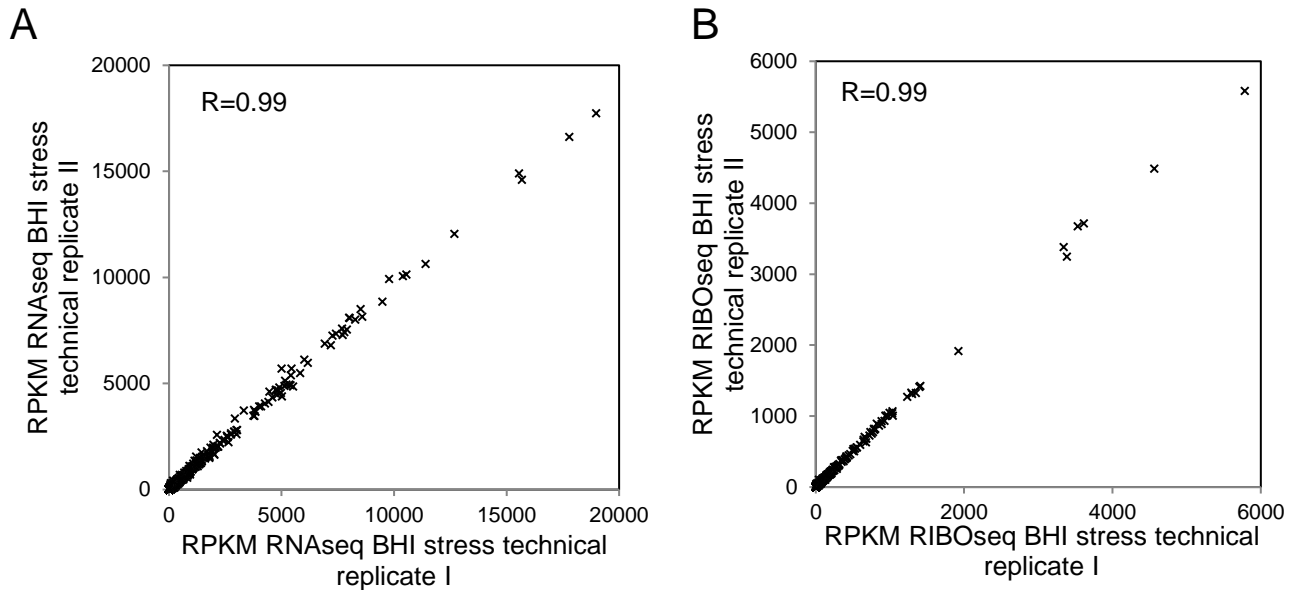 A
RPKM RNAseq BHI stress
technical replicate II
20000
15000
10000
5000
0
R=0.99
0 5000 10000 15000 20000
RPKM RNAseq BHI stress technical
replicate I
B
RPKM RIBOseq BHI stress
technical replicate II
6000
5000
4000
3000
2000
1000
0
R=0.99
0 2000 4000 6000
RPKM RIBOseq BHI stress technical
replicate I